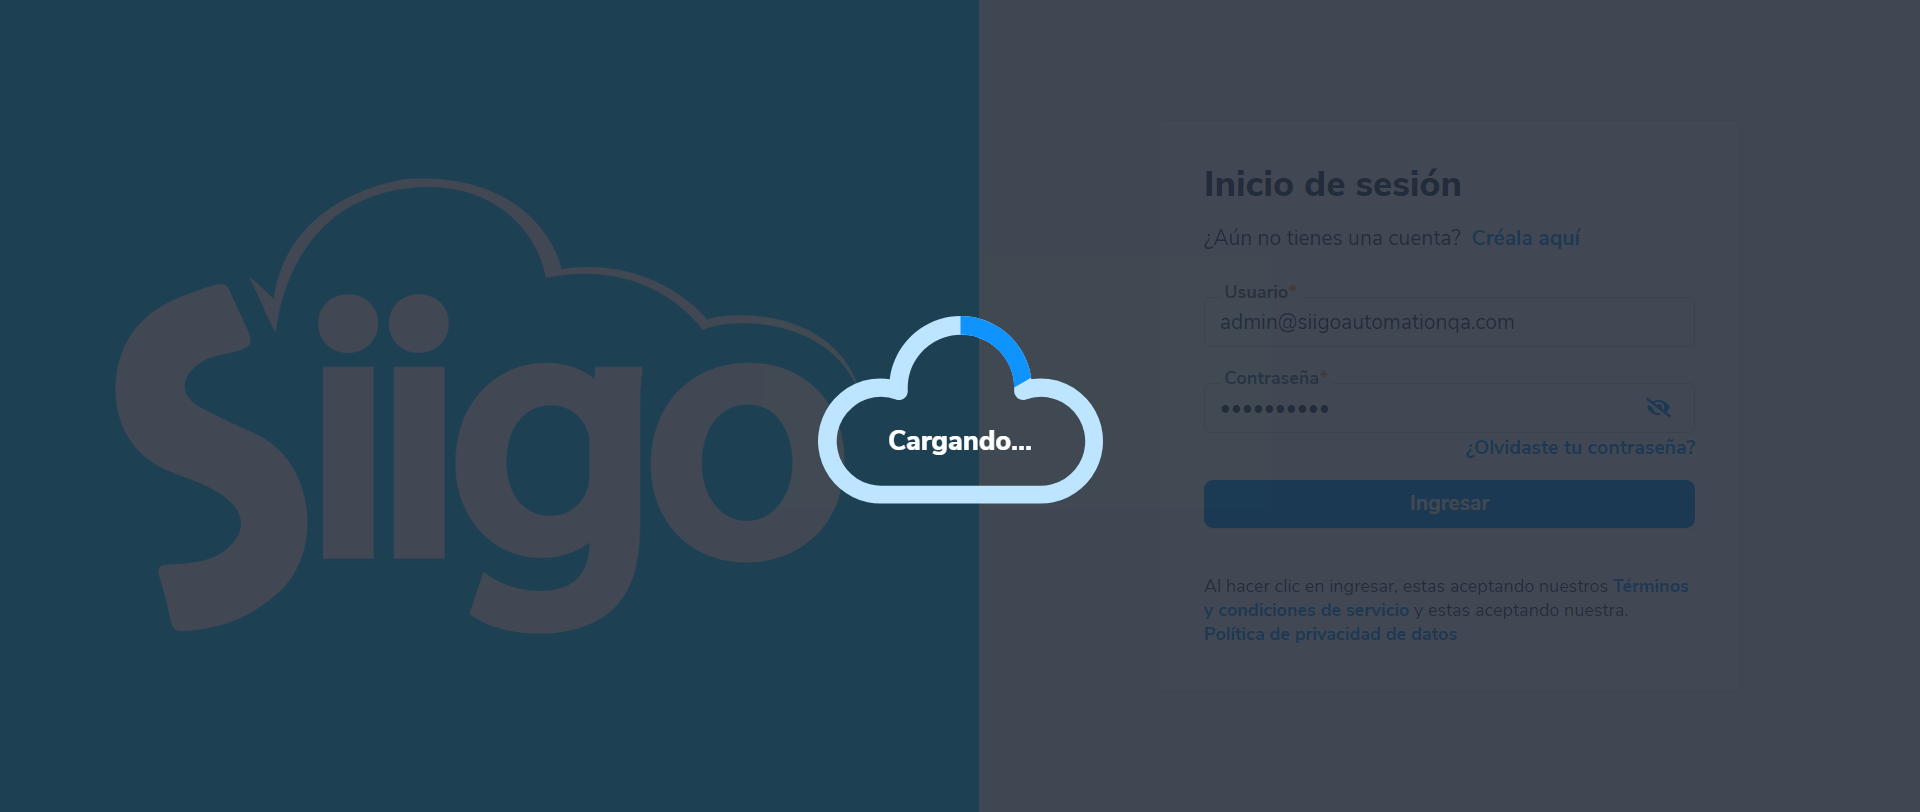 Siigo
Inicio de sesión
¿Aún no tienes una cuenta? Créala aquí
Usuario*
admin@siigoautomationqa.com
Contraseña*
••••••••••
¿Olvidaste tu contraseña?
Cargando...
Ingresar
Al hacer clic en ingresar, estas aceptando nuestros Términos
y condiciones de servicio y estas aceptando nuestra.
Política de privacidad de datos